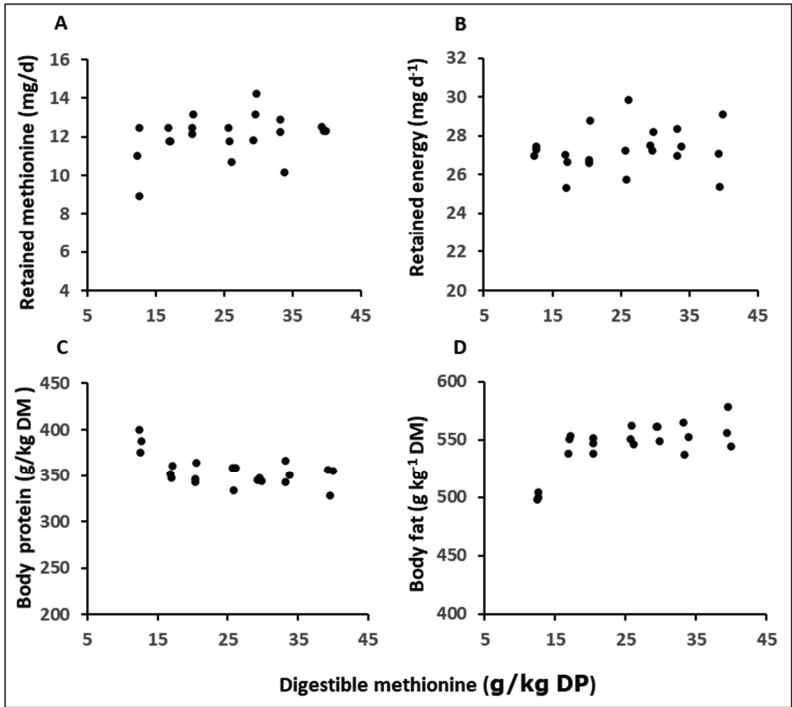 A
Retained methionine (mg/d)
16
14
12
10
8
6
4
5 15 25 35 45
B
Retained energy (mg d-1)
32
30
28
26
24
22
20
5 15 25 35 45
C
Body protein (g/kg DM )
450
400
350
300
250
200
5 15 25 35 45
D
Body fat (g kg-1 DM)
600
550
500
450
400
5 15 25 35 45
Digestible methionine (g/kg DP)